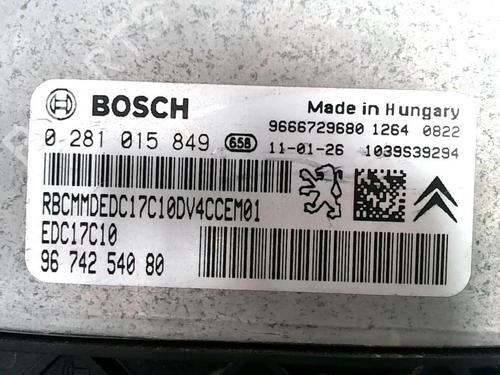 BOSCH
Made in Hungary
0 281 015 849 658
9666729680 1264 0822
11-01-26 1039S39294
RBCMMDEDC17C10DV4CCEM01
EDC17C10
96 742 540 80